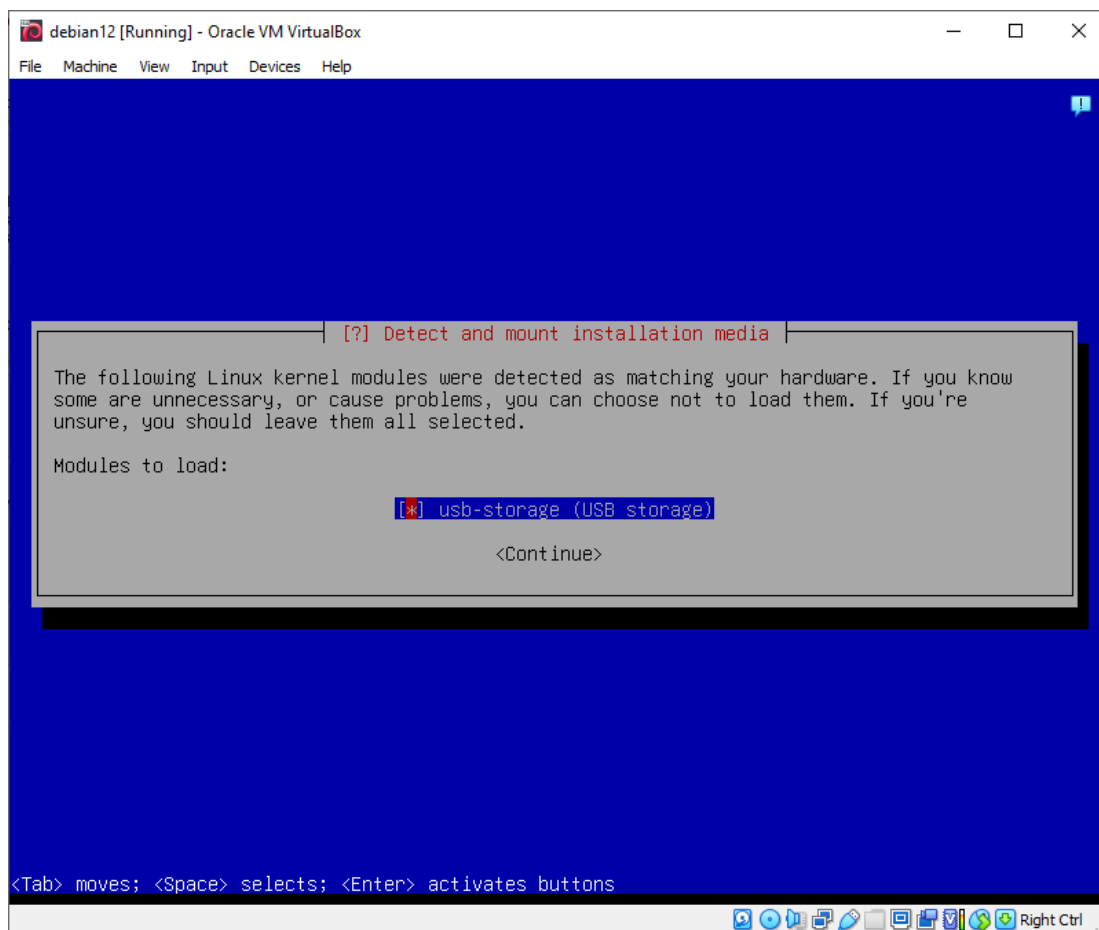 debian12 [Running] - Oracle VM VirtualBox
File Machine View Input Devices Help
[?] Detect and mount installation media
The following Linux kernel modules were detected as matching your hardware. If you know
some are unnecessary, or cause problems, you can choose not to load them. If you're
unsure, you should leave them all selected.
Modules to load:
[*] usb-storage (USB storage)
<Continue>
<Tab> moves; <Space> selects; <Enter> activates buttons
Right Ctrl